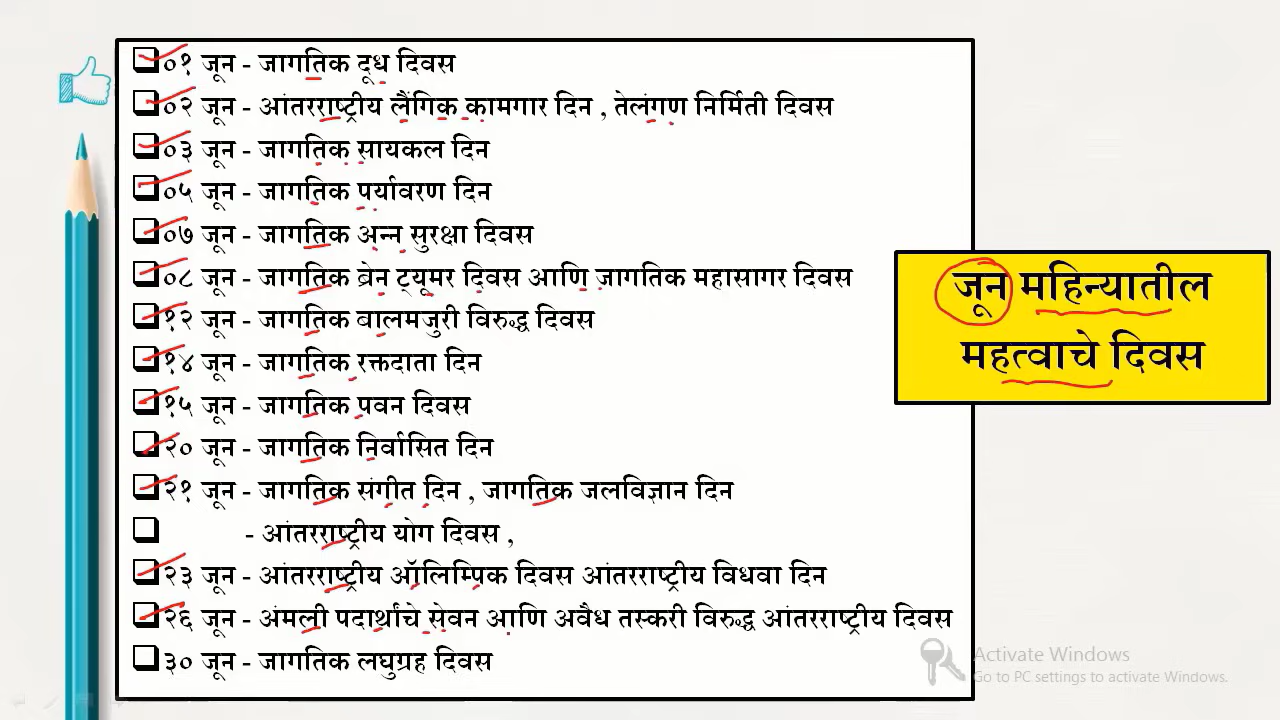 ०१ जून - जागतिक दूध दिवस
०२ जून - आंतरराष्ट्रीय लैंगिक कामगार दिन , तेलंगण निर्मिती दिवस
०३ जून - जागतिक सायकल दिन
०५ जून - जागतिक पर्यावरण दिन
०७ जून - जागतिक अन्न सुरक्षा दिवस
०८ जून - जागतिक ब्रेन ट्यूमर दिवस आणि जागतिक महासागर दिवस
१२ जून - जागतिक बालमजुरी विरुद्ध दिवस
१४ जून - जागतिक रक्तदाता दिन
१५ जून - जागतिक पवन दिवस
२० जून - जागतिक निर्वासित दिन
२१ जून - जागतिक संगीत दिन , जागतिक जलविज्ञान दिन
- आंतरराष्ट्रीय योग दिवस ,
२३ जून - आंतरराष्ट्रीय ऑलिम्पिक दिवस आंतरराष्ट्रीय विधवा दिन
२६ जून - अंमली पदार्थांचे सेवन आणि अवैध तस्करी विरुद्ध आंतरराष्ट्रीय दिवस
३० जून - जागतिक लघुग्रह दिवस
जून महिन्यातील
महत्वाचे दिवस
Activate Windows
Go to PC settings to activate Windows.